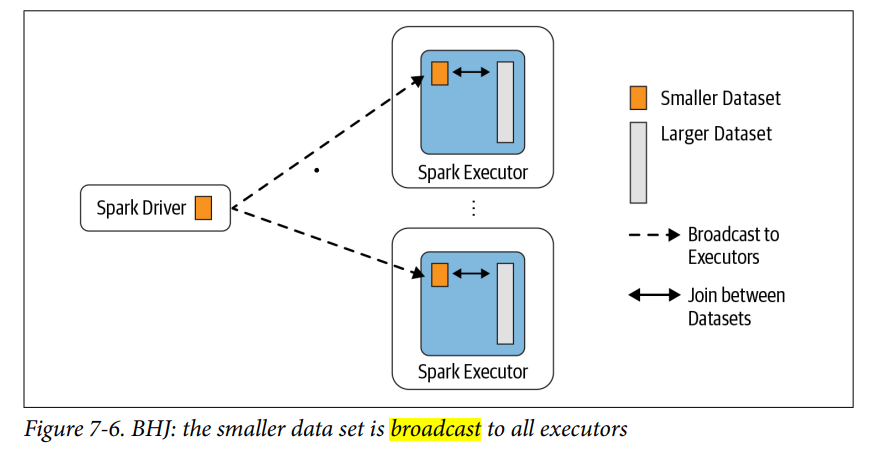 Spark Driver
Spark Executor
Spark Executor
Smaller Dataset
Larger Dataset
Broadcast to
Executors
Join between
Datasets
Figure 7-6. BHJ: the smaller data set is broadcast to all executors